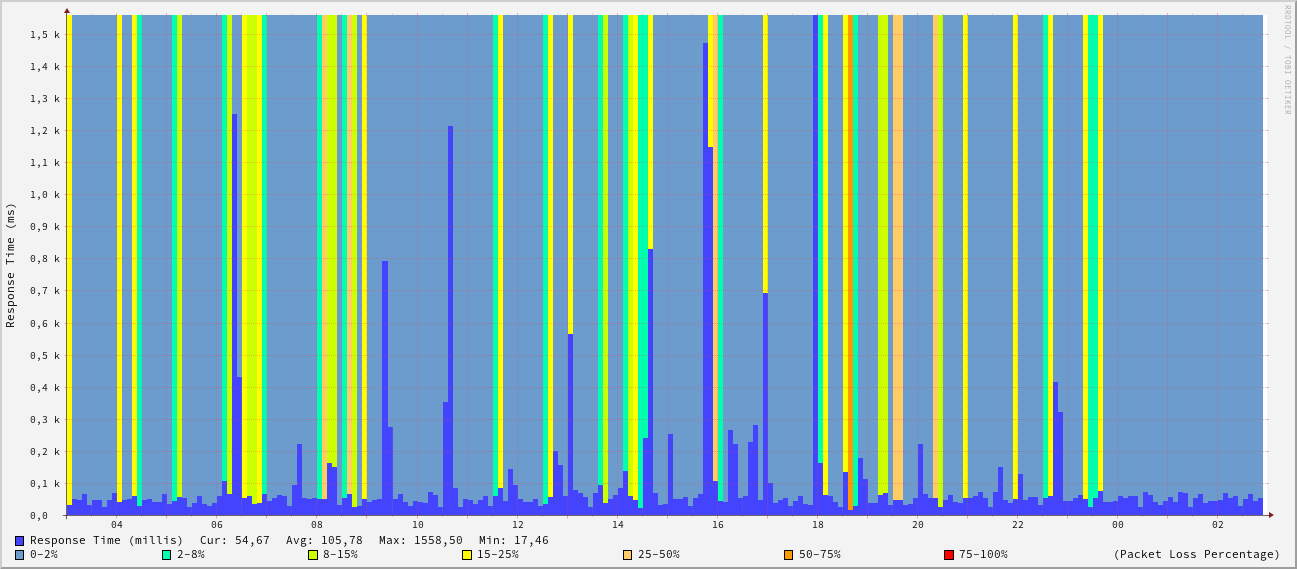 RRDTOOL / TOBI OETIKER
Response Time (ms)
1,5 k
1,4 k
1,3 k
1,2 k
1,1 k
1,0 k
0,9 k
0,8 k
0,7 k
0,6 k
0,5 k
0,4 k
0,3 k
0,2 k
0,1 k
0,0
04 06 08 10 12 14 16 18 20 22 00 02
Response Time (millis) Cur: 54,67 Avg: 105,78 Max: 1558,50 Min: 17,46
0-2% 2-8% 8-15% 15-25% 25-50% 50-75% 75-100% (Packet Loss Percentage)